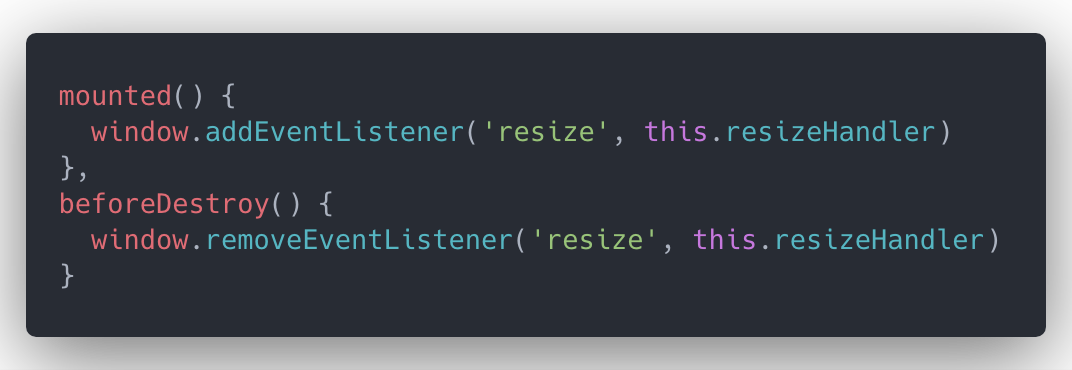 mounted() {
  window.addEventListener('resize', this.resizeHandler)
},
beforeDestroy() {
  window.removeEventListener('resize', this.resizeHandler)
}